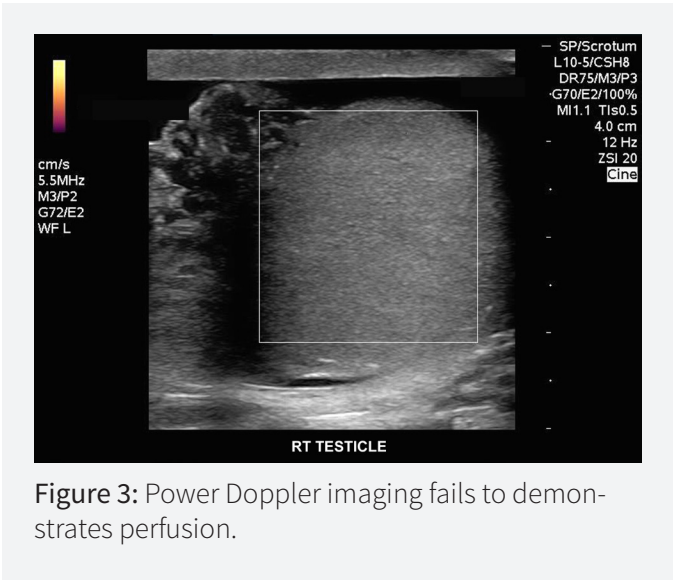 SP/Scrotum
L10-5/CSH8
DR75/M3/P3
G70/E2/100%
MI1.1 TIs0.5
4.0 cm
12 Hz
ZSI 20
Cine
cm/s
5.5MHz
M3/P2
G72/E2
WF L
RT TESTICLE
Figure 3: Power Doppler imaging fails to demon-
strates perfusion.